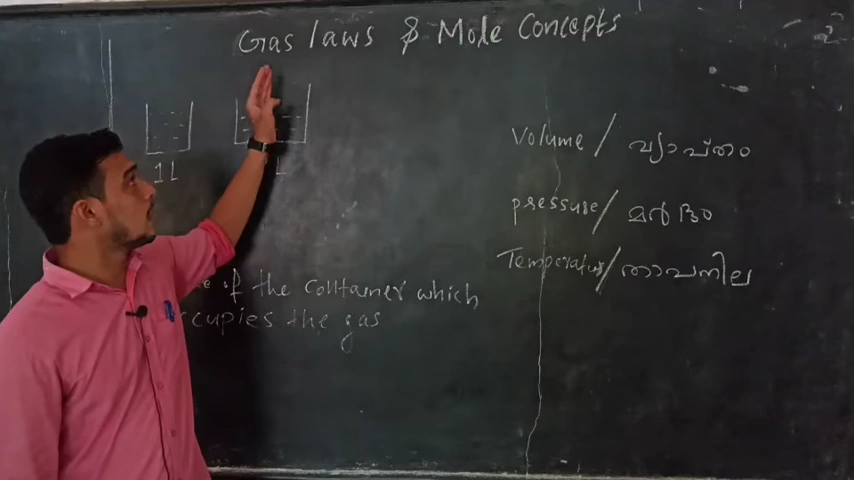 Gas laws & Mole Concepts
1L
L
Volume / വ്യാപ്തം
pressure / മർദ്ദം
Temperature / താപനില
of the container which
occupies the gas